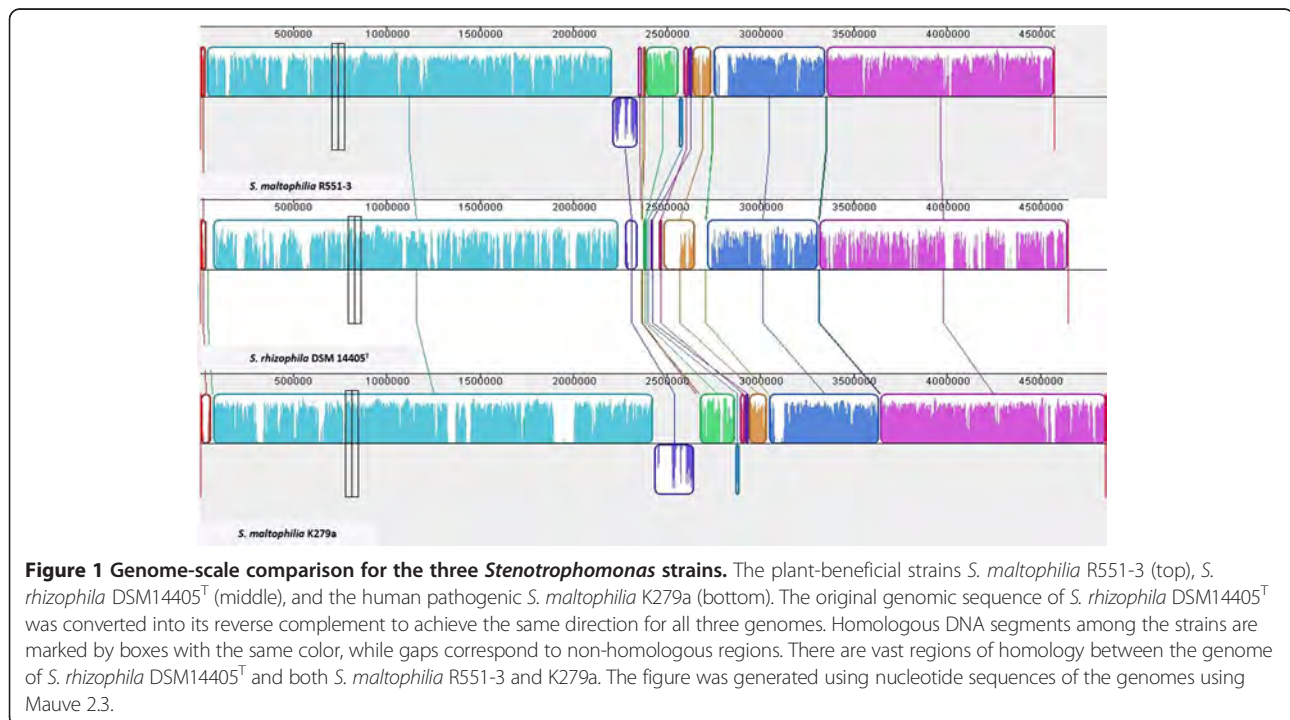 500000 1000000 1500000 2000000 2500000 3000000 3500000 4000000 450000
S. maltophilia R551-3
500000 1000000 1500000 2000000 2500000 3000000 3500000 4000000 4500000
S. rhizophila DSM 14405ᵀ
500000 1000000 1500000 2000000 2500000 3000000 3500000 4000000 4500000
S. maltophilia K279a
Figure 1 Genome-scale comparison for the three Stenotrophomonas strains. The plant-beneficial strains S. maltophilia R551-3 (top), S.
rhizophila DSM14405ᵀ (middle), and the human pathogenic S. maltophilia K279a (bottom). The original genomic sequence of S. rhizophila DSM14405ᵀ
was converted into its reverse complement to achieve the same direction for all three genomes. Homologous DNA segments among the strains are
marked by boxes with the same color, while gaps correspond to non-homologous regions. There are vast regions of homology between the genome
of S. rhizophila DSM14405ᵀ and both S. maltophilia R551-3 and K279a. The figure was generated using nucleotide sequences of the genomes using
Mauve 2.3.